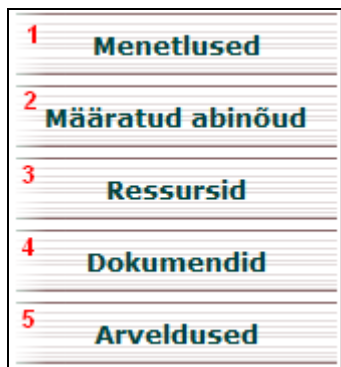 1 Menetlused
2 Määratud abinõud
3 Ressursid
4 Dokumendid
5 Arveldused